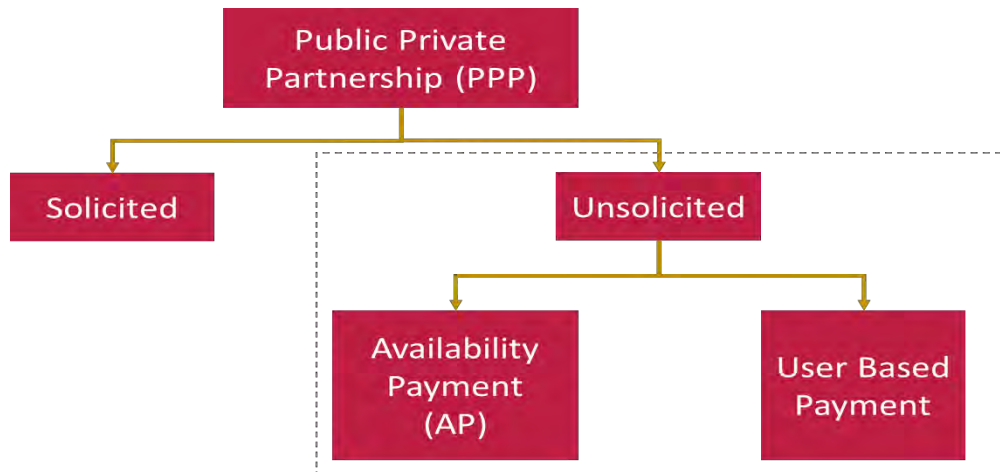 Public Private
Partnership (PPP)
Solicited
Unsolicited
Availability
Payment
(AP)
User Based
Payment